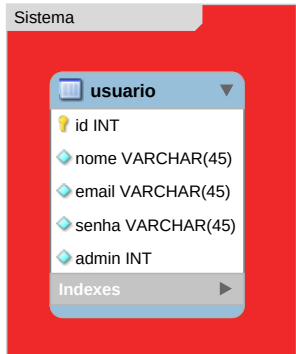 Sistema
usuario
id INT
nome VARCHAR(45)
email VARCHAR(45)
senha VARCHAR(45)
admin INT
Indexes